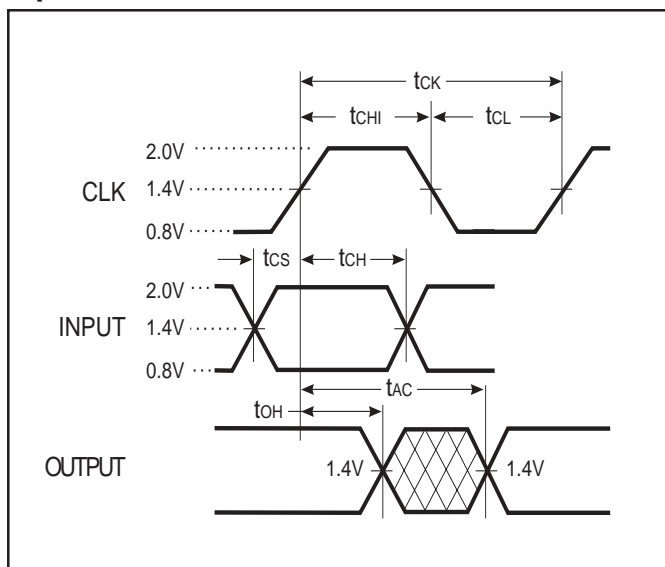 tCK
tCHI tCL
2.0V
CLK 1.4V
0.8V
tCS tCH
2.0V
INPUT 1.4V
0.8V
tAC
tOH
OUTPUT 1.4V 1.4V